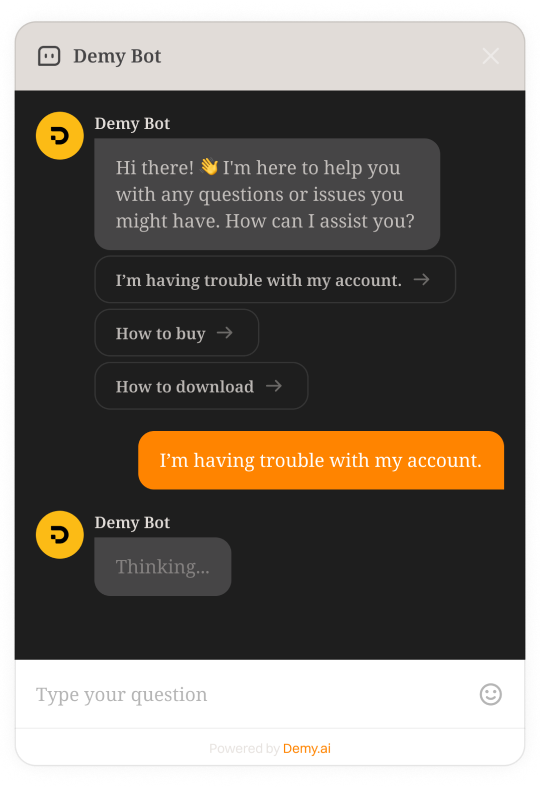 Demy Bot
Demy Bot
Hi there! 👋 I'm here to help you
with any questions or issues you
might have. How can I assist you?
I’m having trouble with my account. →
How to buy →
How to download →
I’m having trouble with my account.
Demy Bot
Thinking...
Type your question
Powered by Demy.ai